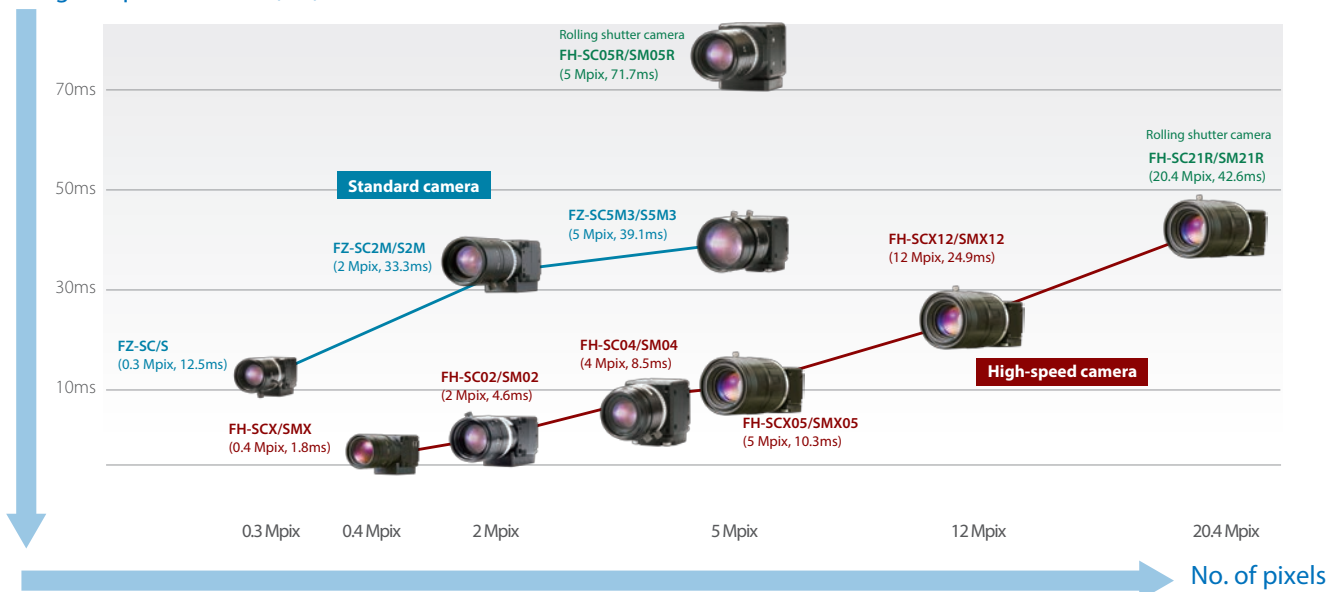 Rolling shutter camera
FH-SC05R/SM05R
(5 Mpix, 71.7ms)
70ms
Rolling shutter camera
FH-SC21R/SM21R
(20.4 Mpix, 42.6ms)
50ms
Standard camera
FZ-SC5M3/S5M3
(5 Mpix, 39.1ms)
FZ-SC2M/S2M
(2 Mpix, 33.3ms)
FH-SCX12/SMX12
(12 Mpix, 24.9ms)
30ms
FZ-SC/S
(0.3 Mpix, 12.5ms)
FH-SC04/SM04
(4 Mpix, 8.5ms)
High-speed camera
10ms
FH-SC02/SM02
(2 Mpix, 4.6ms)
FH-SCX/SMX
(0.4 Mpix, 1.8ms)
FH-SCX05/SMX05
(5 Mpix, 10.3ms)
0.3 Mpix 0.4 Mpix 2 Mpix 5 Mpix 12 Mpix 20.4 Mpix
No. of pixels